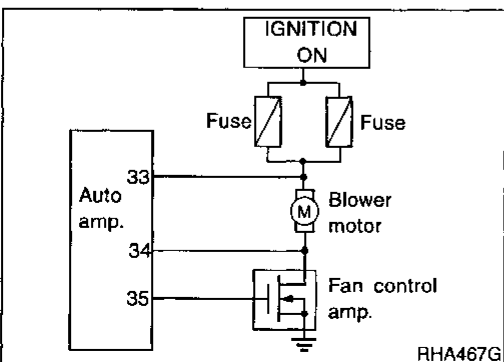 IGNITION
ON
Fuse
Fuse
33
Auto
amp.
M
Blower
motor
34
35
Fan control
amp.
RHA467G